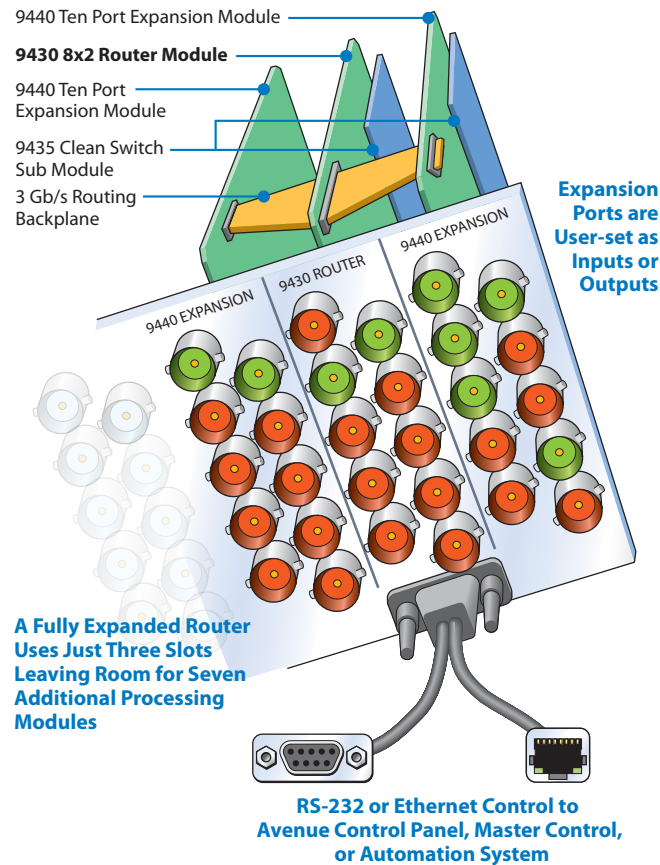 9440 Ten Port Expansion Module
9430 8x2 Router Module
9440 Ten Port
Expansion Module
9435 Clean Switch
Sub Module
3 Gb/s Routing
Backplane
Expansion
Ports are
User-set as
Inputs or
Outputs
9440 EXPANSION
9430 ROUTER
9440 EXPANSION
A Fully Expanded Router
Uses Just Three Slots
Leaving Room for Seven
Additional Processing
Modules
RS-232 or Ethernet Control to
Avenue Control Panel, Master Control,
or Automation System